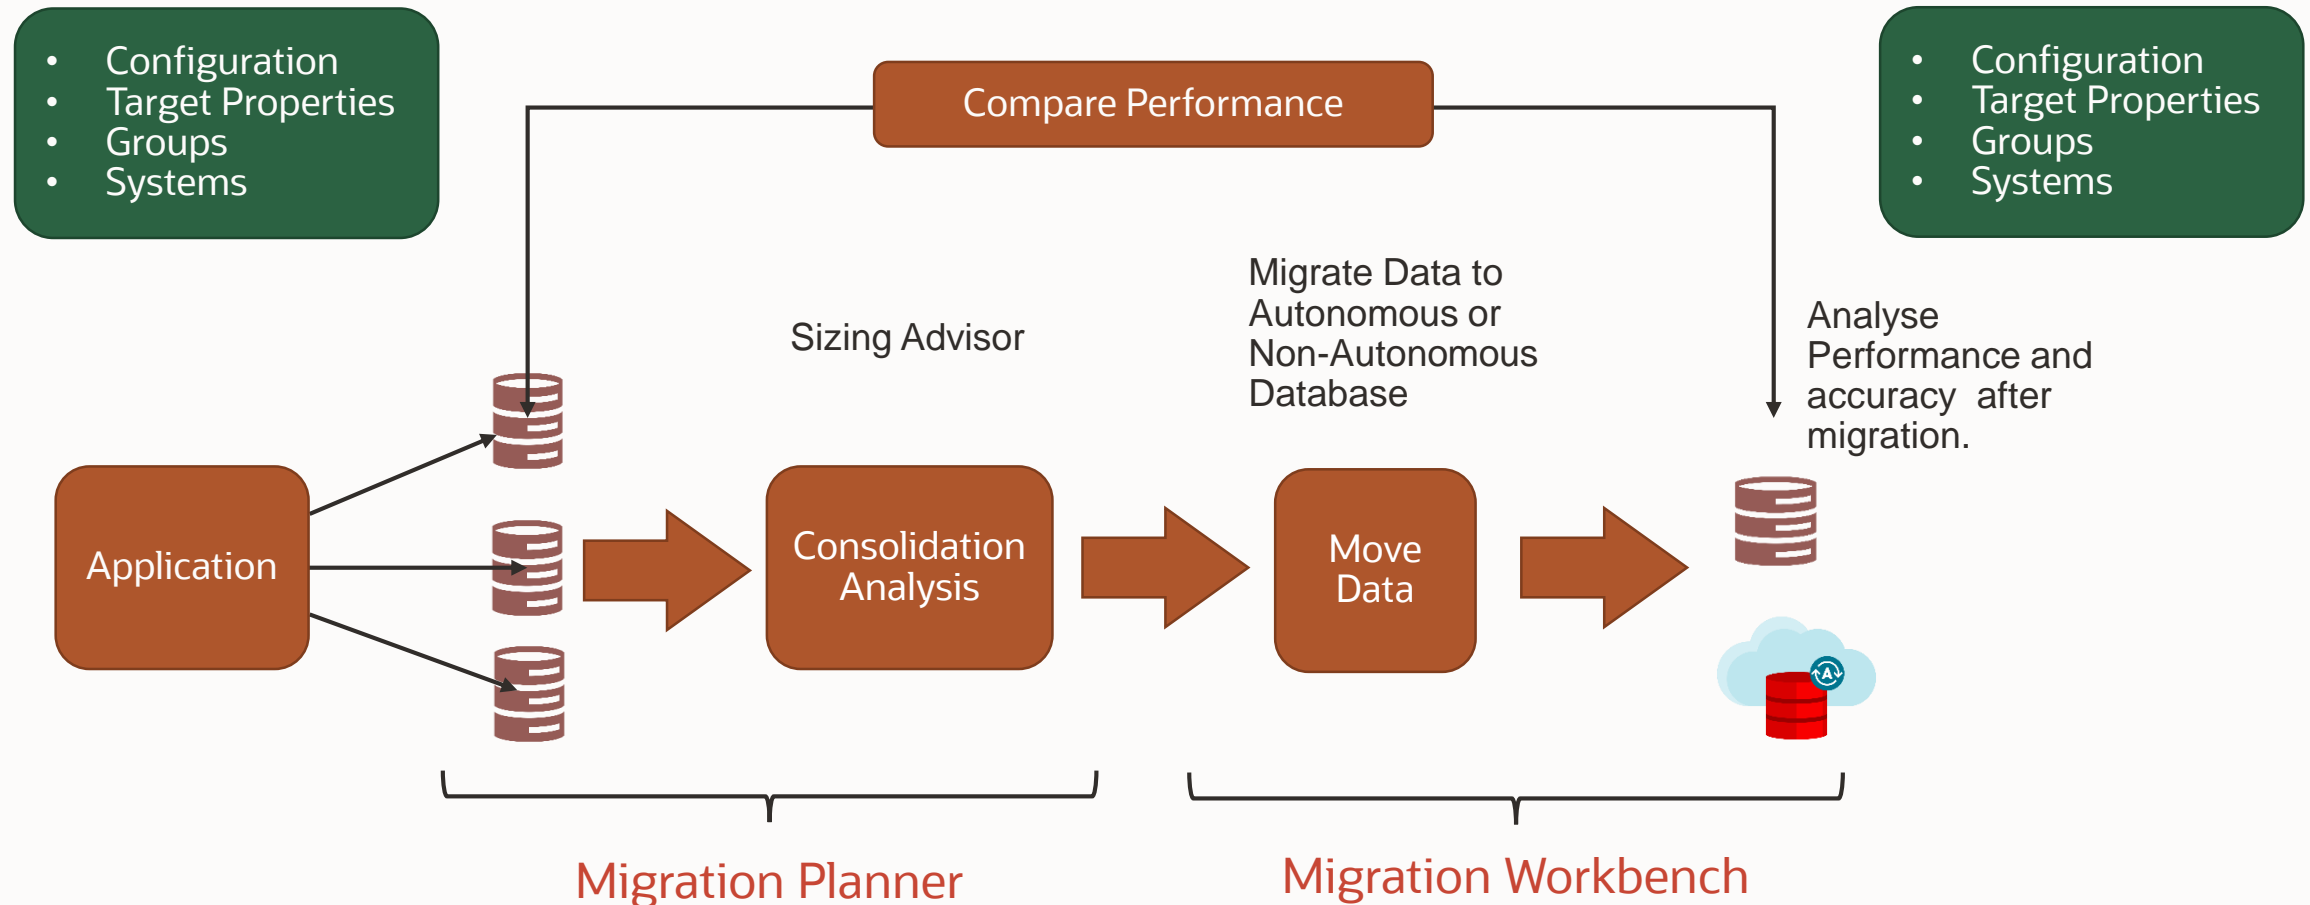 • Configuration
• Target Properties
• Groups
• Systems
Compare Performance
• Configuration
• Target Properties
• Groups
• Systems
Sizing Advisor
Migrate Data to
Autonomous or
Non-Autonomous
Database
Analyse
Performance and
accuracy after
migration.
Application
Consolidation
Analysis
Move
Data
A
Migration Planner
Migration Workbench